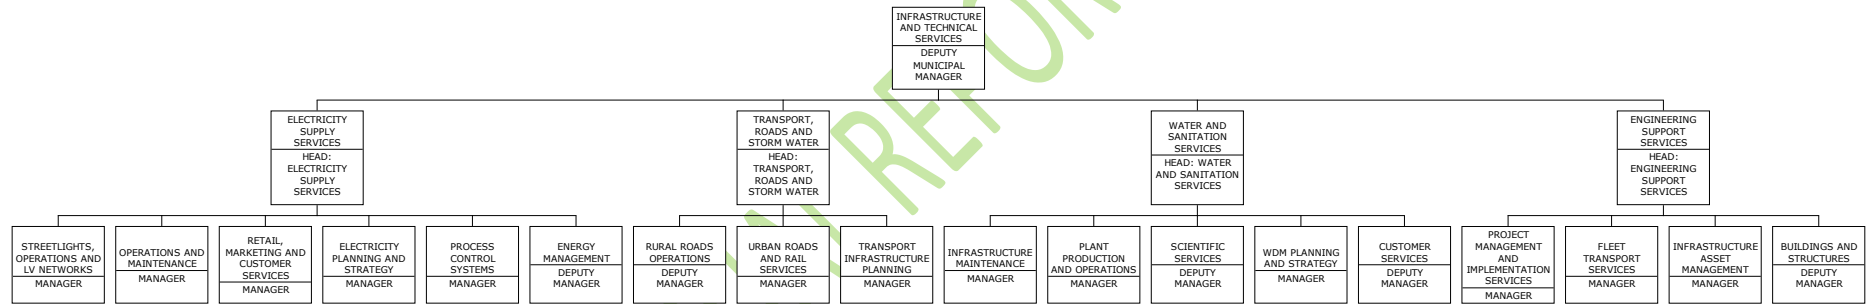 INFRASTRUCTURE
AND TECHNICAL
SERVICES
DEPUTY
MUNICIPAL
MANAGER
ELECTRICITY
SUPPLY
SERVICES
HEAD:
ELECTRICITY
SUPPLY
SERVICES
TRANSPORT,
ROADS AND
STORM WATER
HEAD:
TRANSPORT,
ROADS AND
STORM WATER
WATER AND
SANITATION
SERVICES
HEAD: WATER
AND SANITATION
SERVICES
ENGINEERING
SUPPORT
SERVICES
HEAD:
ENGINEERING
SUPPORT
SERVICES
STREETLIGHTS,
OPERATIONS AND
LV NETWORKS
MANAGER
OPERATIONS AND
MAINTENANCE
MANAGER
RETAIL,
MARKETING AND
CUSTOMER
SERVICES
MANAGER
ELECTRICITY
PLANNING AND
STRATEGY
MANAGER
PROCESS
CONTROL
SYSTEMS
MANAGER
ENERGY
MANAGEMENT
DEPUTY
MANAGER
RURAL ROADS
OPERATIONS
DEPUTY
MANAGER
URBAN ROADS
AND RAIL
SERVICES
MANAGER
TRANSPORT
INFRASTRUCTURE
PLANNING
MANAGER
INFRASTRUCTURE
MAINTENANCE
MANAGER
PLANT
PRODUCTION
AND OPERATIONS
MANAGER
SCIENTIFIC
SERVICES
DEPUTY
MANAGER
WDM PLANNING
AND STRATEGY
MANAGER
CUSTOMER
SERVICES
DEPUTY
MANAGER
PROJECT
MANAGEMENT
AND
IMPLEMENTATION
SERVICES
MANAGER
FLEET
TRANSPORT
SERVICES
MANAGER
INFRASTRUCTURE
ASSET
MANAGEMENT
MANAGER
BUILDINGS AND
STRUCTURES
DEPUTY
MANAGER